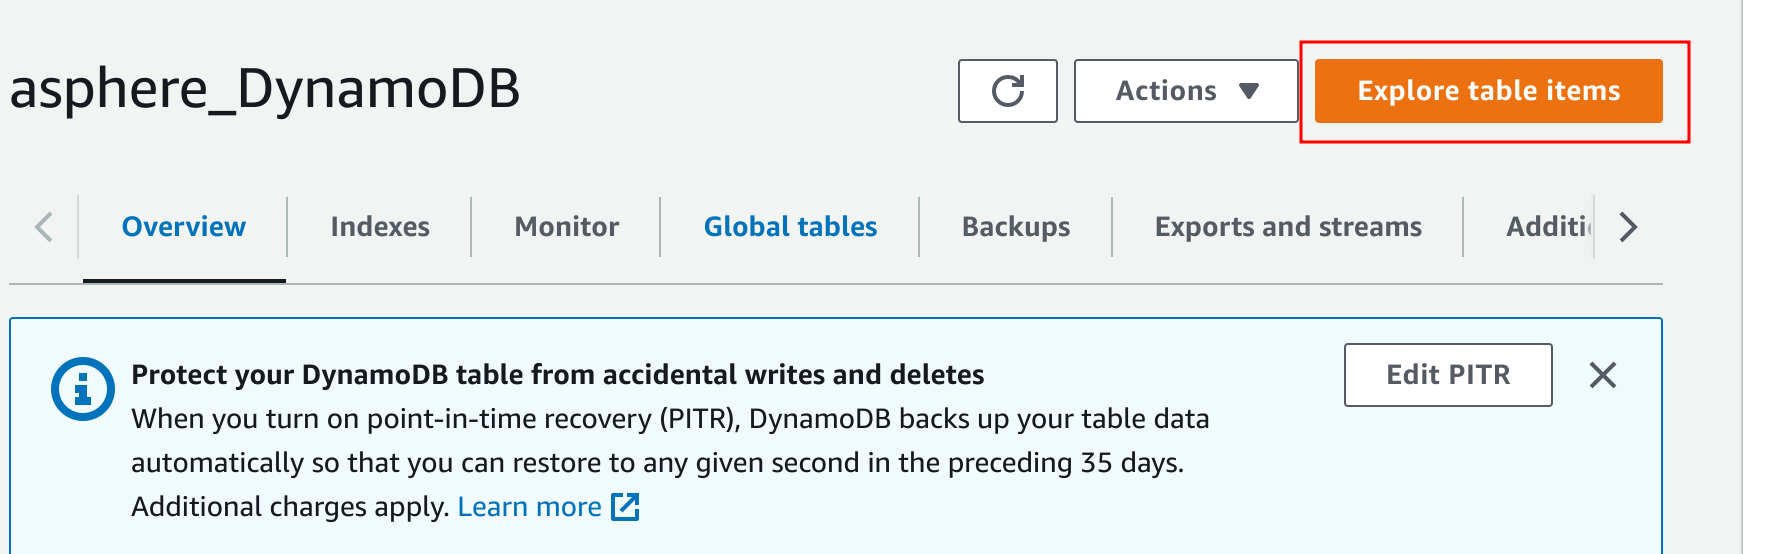 asphere_DynamoDB
Actions
Explore table items
Overview
Indexes
Monitor
Global tables
Backups
Exports and streams
Additi
Protect your DynamoDB table from accidental writes and deletes
When you turn on point-in-time recovery (PITR), DynamoDB backs up your table data
automatically so that you can restore to any given second in the preceding 35 days.
Additional charges apply. Learn more
Edit PITR